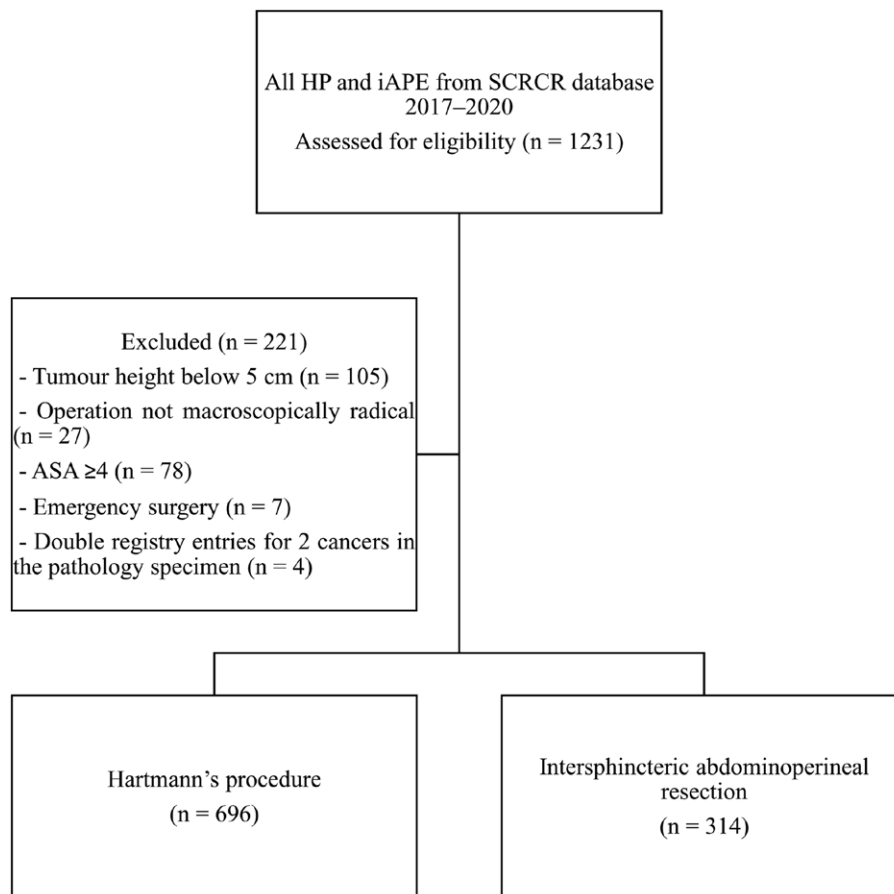 All HP and iAPE from SCRCR database
2017–2020
Assessed for eligibility (n = 1231)
Excluded (n = 221)
- Tumour height below 5 cm (n = 105)
- Operation not macroscopically radical
(n = 27)
- ASA ≥4 (n = 78)
- Emergency surgery (n = 7)
- Double registry entries for 2 cancers in
the pathology specimen (n = 4)
Hartmann’s procedure
(n = 696)
Intersphincteric abdominoperineal
resection
(n = 314)